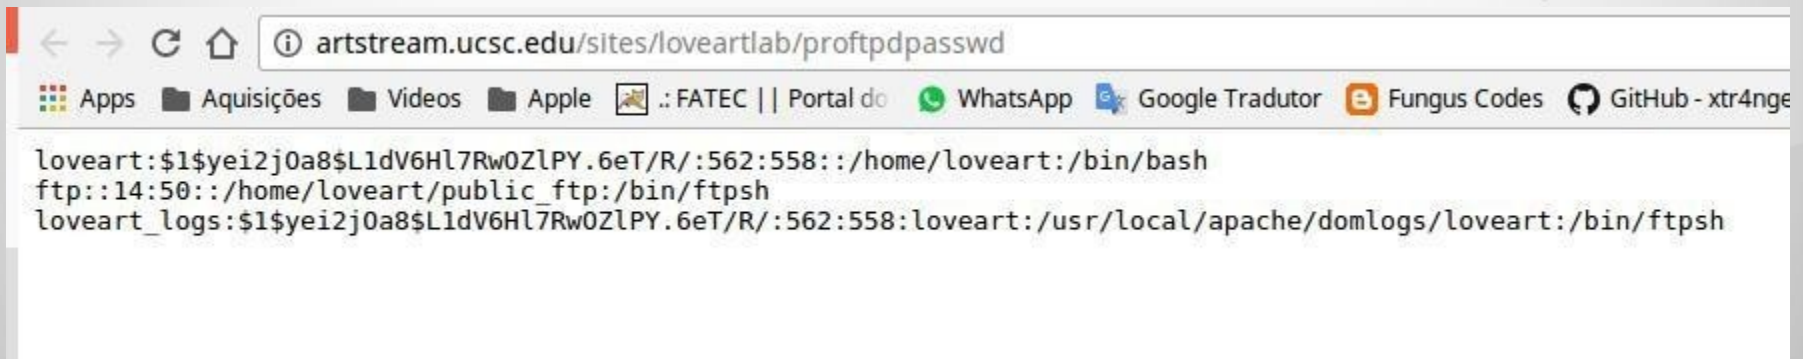 artstream.ucsc.edu/sites/loveartlab/proftpdpasswd
Apps Aquisições Videos Apple .: FATEC || Portal do WhatsApp Google Tradutor Fungus Codes GitHub - xtr4nge
loveart:$1$yei2jOa8$L1dV6Hl7RwOZlPY.6eT/R/:562:558::/home/loveart:/bin/bash
ftp::14:50::/home/loveart/public_ftp:/bin/ftpsh
loveart_logs:$1$yei2jOa8$L1dV6Hl7RwOZlPY.6eT/R/:562:558:loveart:/usr/local/apache/domlogs/loveart:/bin/ftpsh